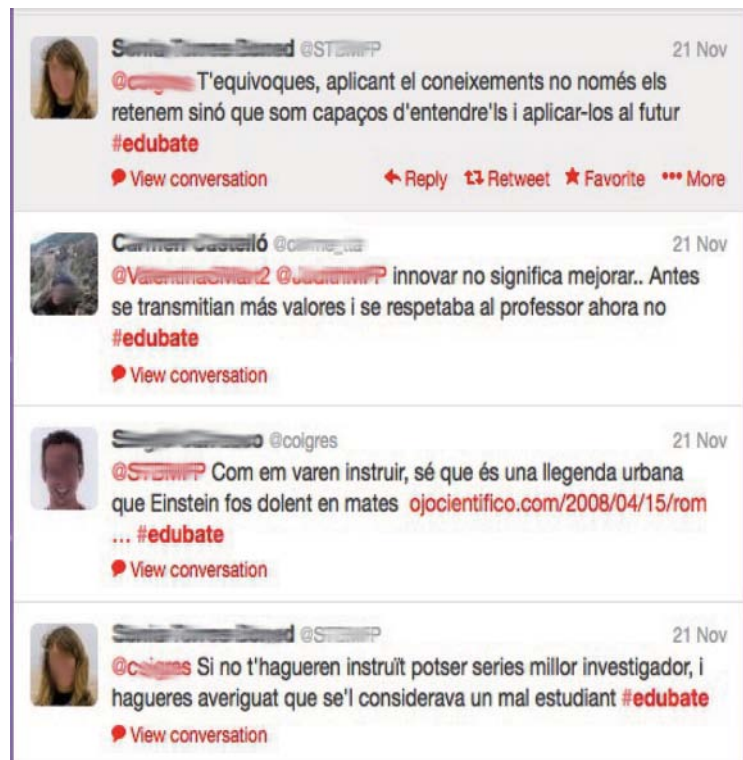 21 Nov
T'equivoques, aplicant el coneixements no només els
retenem sinó que som capaços d'entendre'ls i aplicar-los al futur
#edubate
View conversation Reply Retweet Favorite More
21 Nov
innovar no significa mejorar.. Antes
se transmitian más valores i se respetaba al professor ahora no
#edubate
View conversation
@coigres 21 Nov
Com em varen instruir, sé que és una llegenda urbana
que Einstein fos dolent en mates ojocientifico.com/2008/04/15/rom
... #edubate
View conversation
21 Nov
Si no t'hagueren instruït potser series millor investigador, i
hagueres averiguat que se'l considerava un mal estudiant #edubate
View conversation